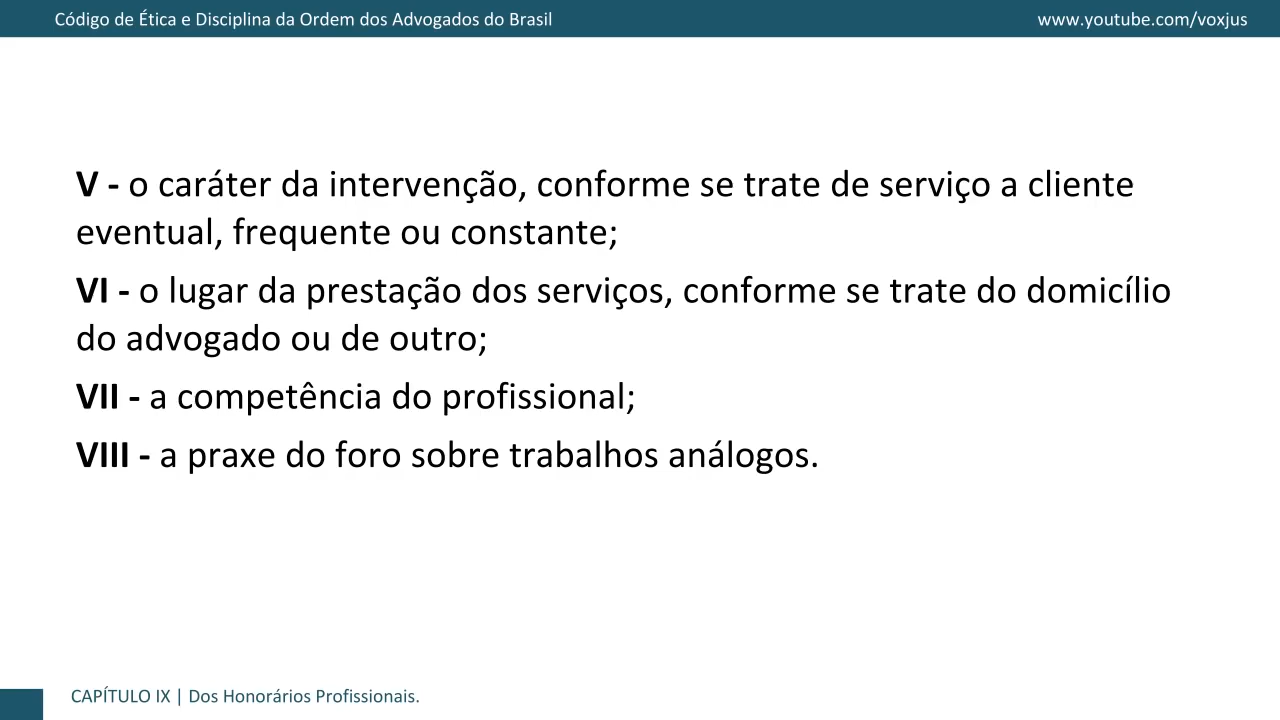 Código de Ética e Disciplina da Ordem dos Advogados do Brasil
www.youtube.com/voxjus
V - o caráter da intervenção, conforme se trate de serviço a cliente
eventual, frequente ou constante;
VI - o lugar da prestação dos serviços, conforme se trate do domicílio
do advogado ou de outro;
VII - a competência do profissional;
VIII - a praxe do foro sobre trabalhos análogos.
CAPÍTULO IX | Dos Honorários Profissionais.